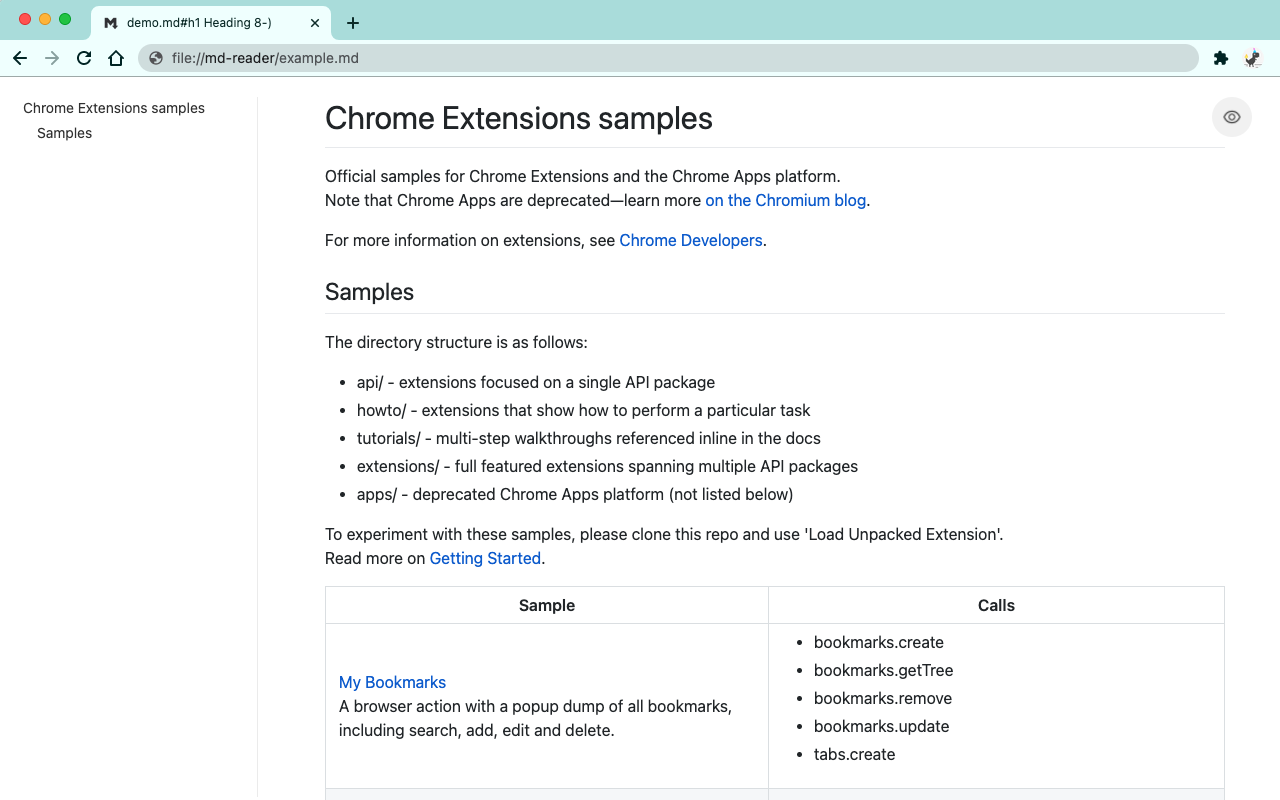 demo.md#h1 Heading 8-)
file://md-reader/example.md
Chrome Extensions samples
Samples
Chrome Extensions samples
Official samples for Chrome Extensions and the Chrome Apps platform.
Note that Chrome Apps are deprecated—learn more on the Chromium blog.
For more information on extensions, see Chrome Developers.
Samples
The directory structure is as follows:
• api/ - extensions focused on a single API package
• howto/ - extensions that show how to perform a particular task
• tutorials/ - multi-step walkthroughs referenced inline in the docs
• extensions/ - full featured extensions spanning multiple API packages
• apps/ - deprecated Chrome Apps platform (not listed below)
To experiment with these samples, please clone this repo and use 'Load Unpacked Extension'.
Read more on Getting Started.
Sample
Calls
My Bookmarks
A browser action with a popup dump of all bookmarks,
including search, add, edit and delete.
• bookmarks.create
• bookmarks.getTree
• bookmarks.remove
• bookmarks.update
• tabs.create